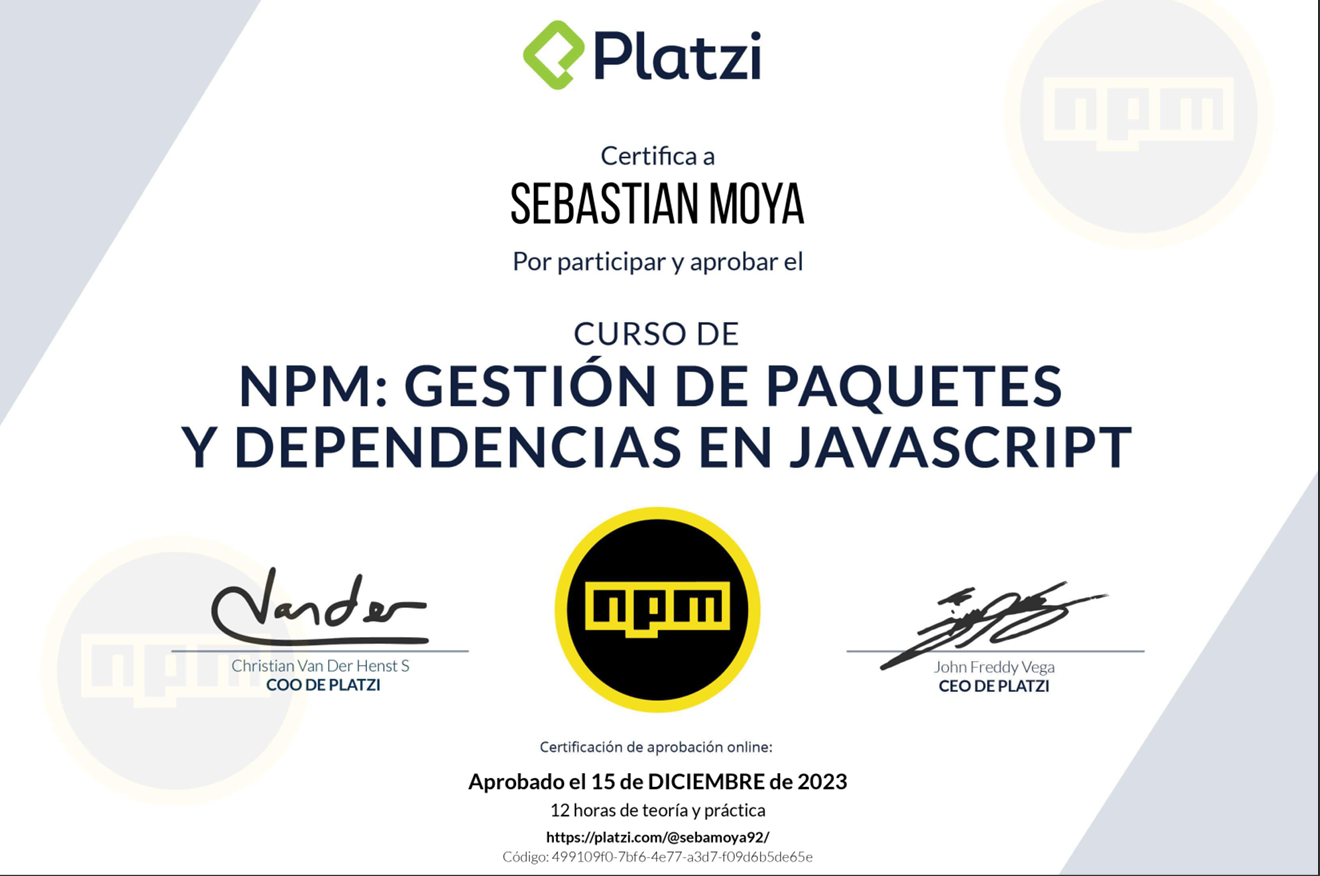 Platzi
npm
Certifica a
SEBASTIAN MOYA
Por participar y aprobar el
CURSO DE
NPM: GESTIÓN DE PAQUETES
Y DEPENDENCIAS EN JAVASCRIPT
Vander
npm
npm
Christian Van Der Henst S
COO DE PLATZI
John Freddy Vega
CEO DE PLATZI
Certificación de aprobación online:
Aprobado el 15 de DICIEMBRE de 2023
12 horas de teoría y práctica
https://platzi.com/@sebamoya92/
Código: 499109f0-7bf6-4e77-a3d7-f09d6b5de65e